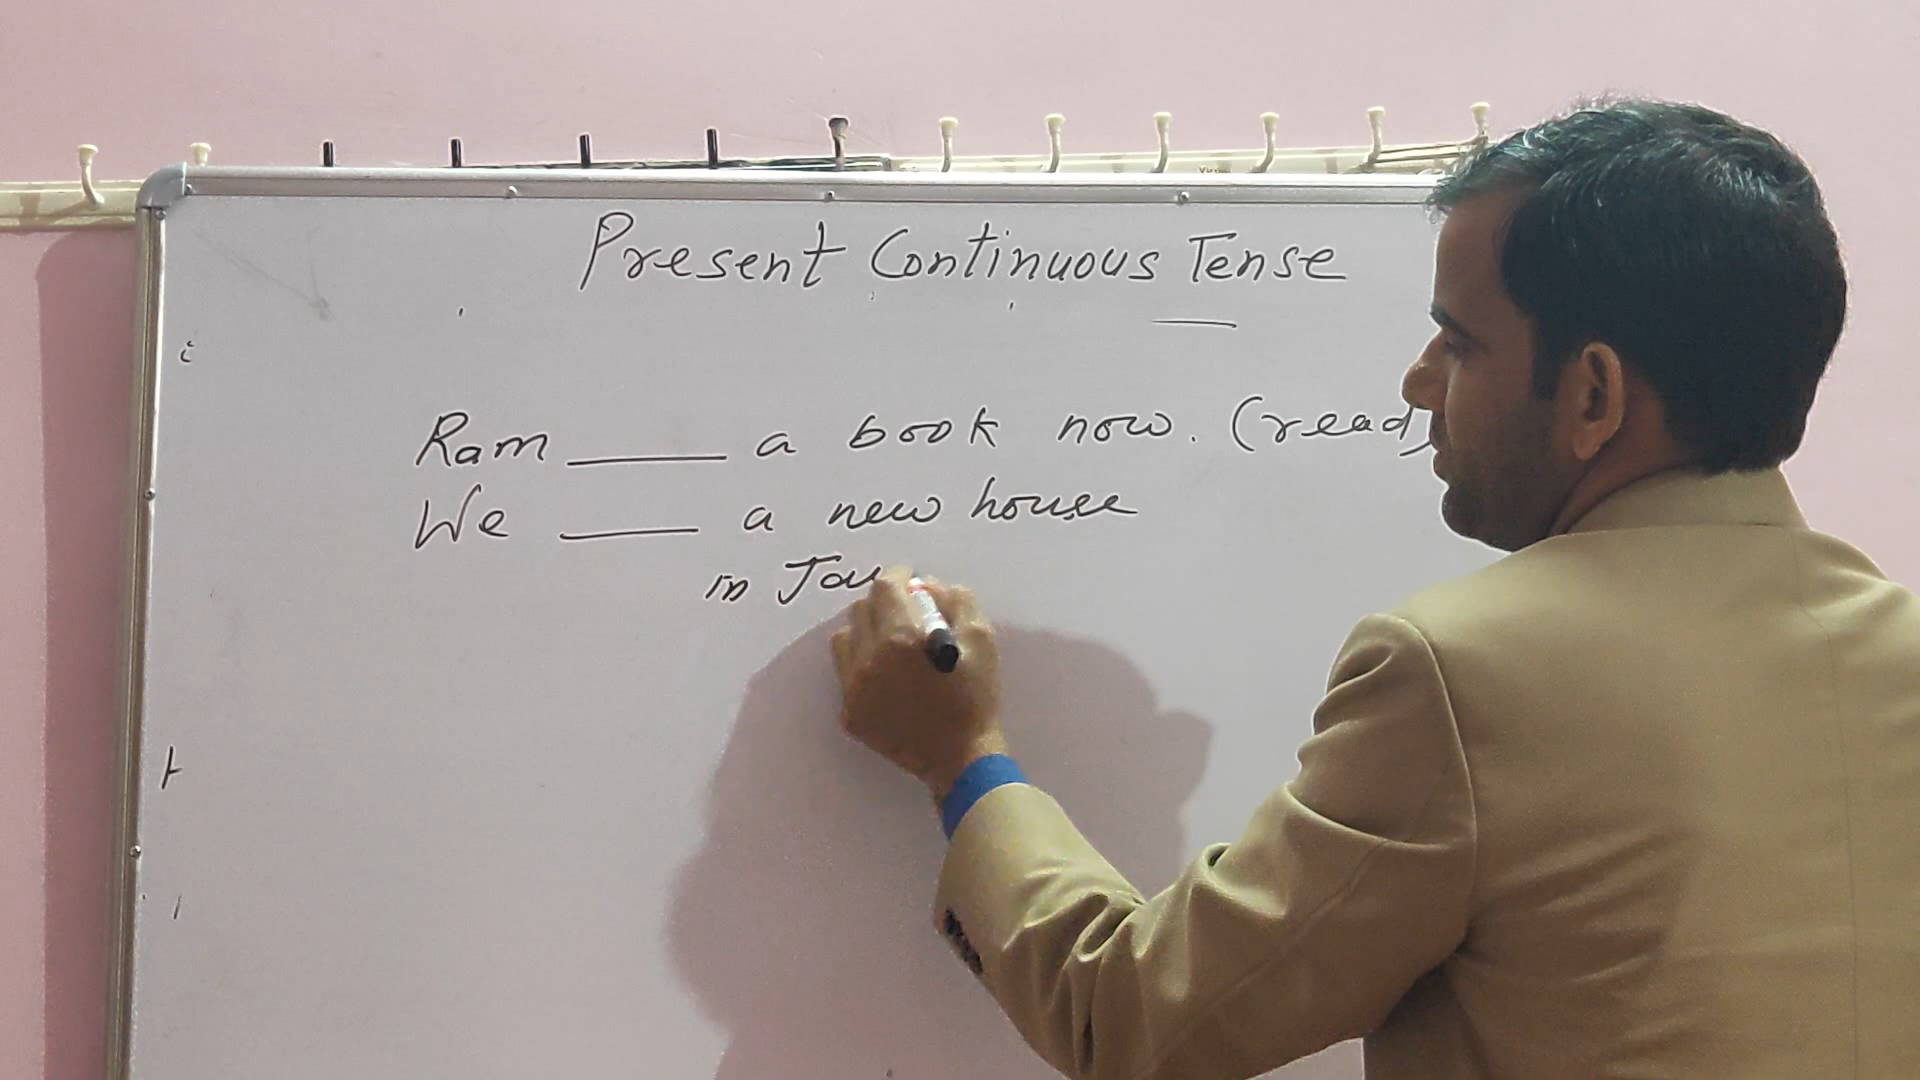 Present Continuous Tense
Ram ____ a book now. (read)
We ____ a new house
in